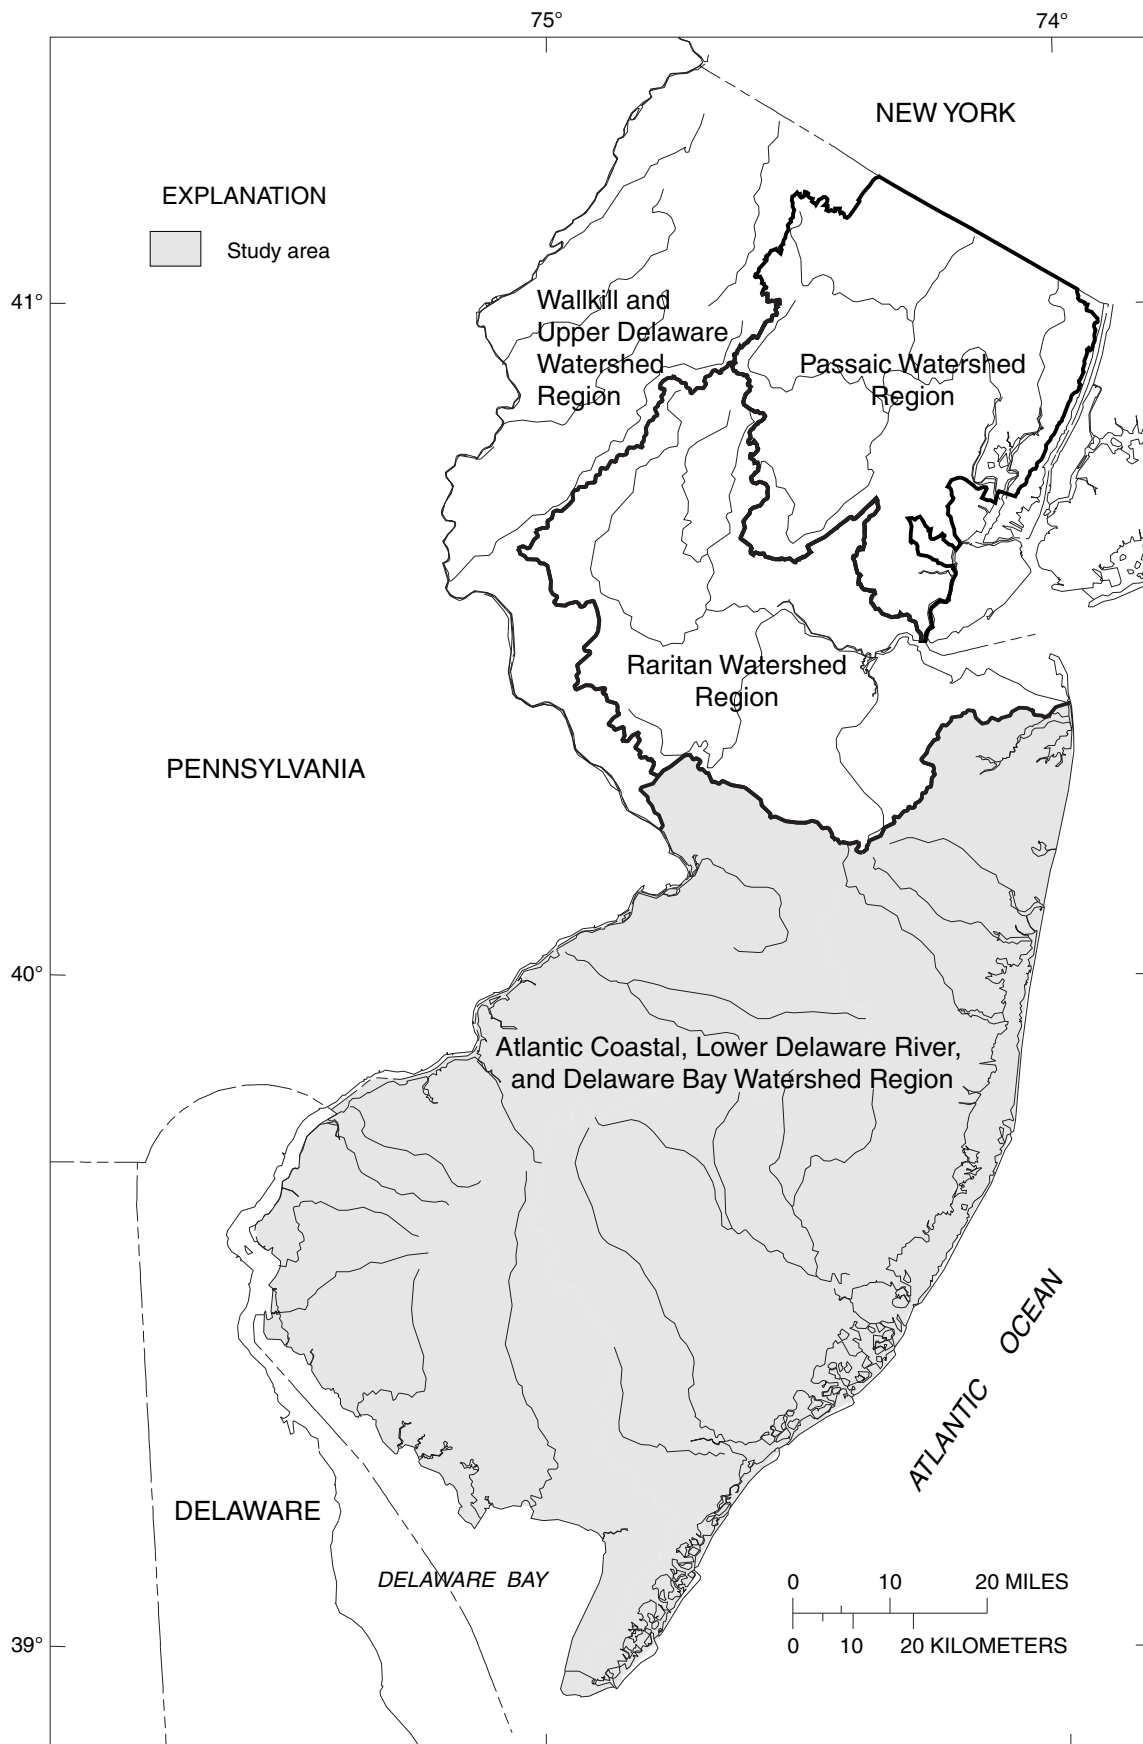 75°
74°
NEW YORK
EXPLANATION
Study area
41°
Wallkill and
Upper Delaware
Watershed
Region
Passaic Watershed
Region
Raritan Watershed
Region
PENNSYLVANIA
40°
Atlantic Coastal, Lower Delaware River,
and Delaware Bay Watershed Region
ATLANTIC OCEAN
DELAWARE
DELAWARE BAY
0 10 20 MILES
0 10 20 KILOMETERS
39°